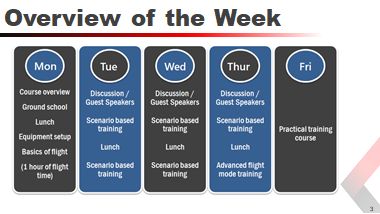 Overview of the Week
Mon
Course overview
Ground school
Lunch
Equipment setup
Basics of flight
(1 hour of flight
time)
Tue
Discussion /
Guest Speakers
Scenario based
training
Lunch
Scenario based
training
Wed
Discussion /
Guest Speakers
Scenario based
training
Lunch
Scenario based
training
Thur
Discussion /
Guest Speakers
Scenario based
training
Lunch
Advanced flight
mode training
Fri
Practical training
course
3